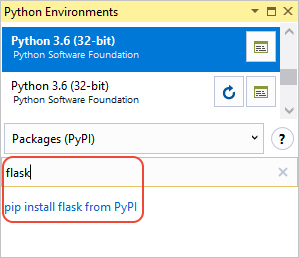 Python Environments
Python 3.6 (32-bit)
Python Software Foundation
Python 3.6 (32-bit)
Python Software Foundation
Packages (PyPI)
?
flask
pip install flask from PyPI